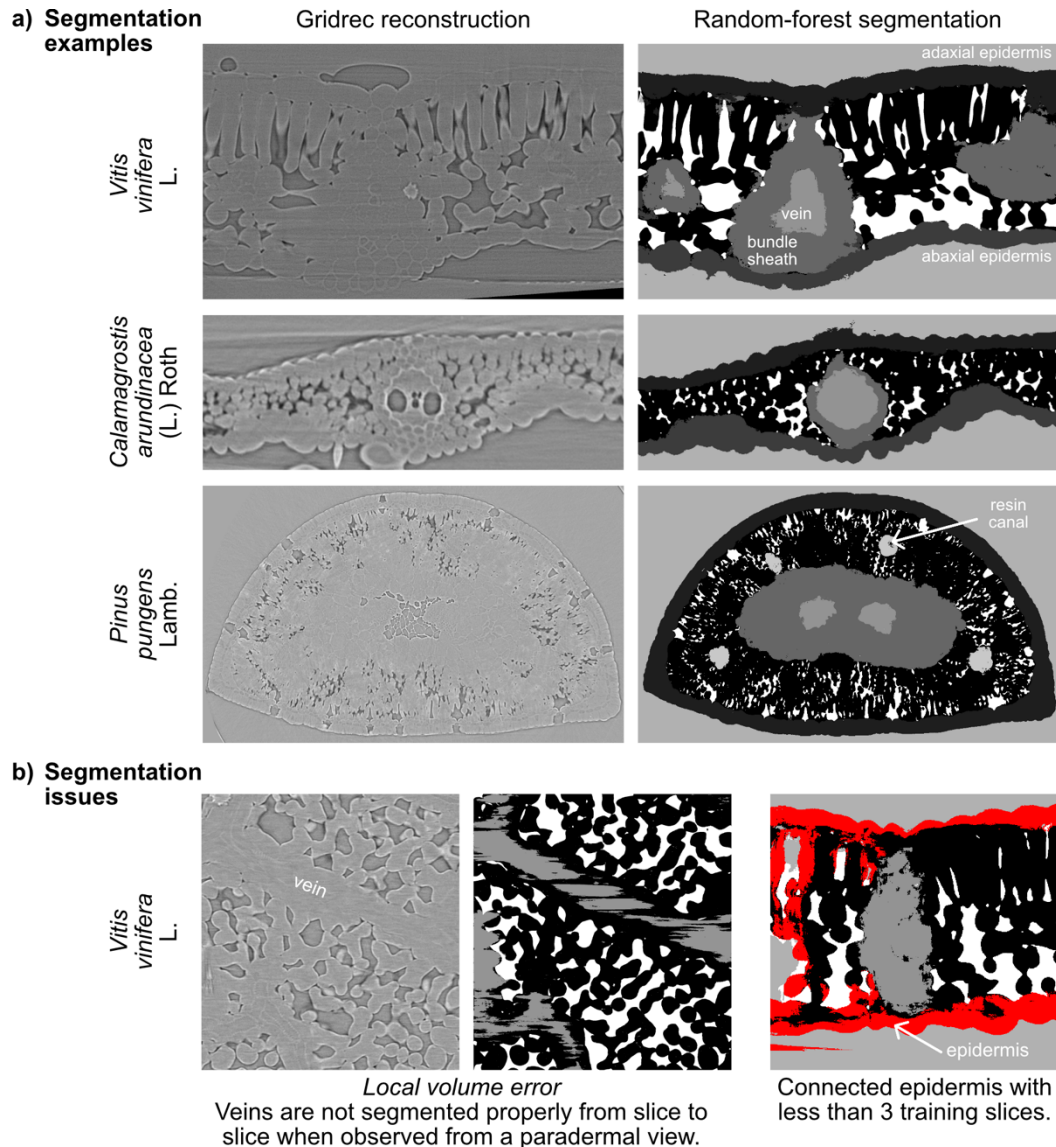 a) Segmentation
examples
Gridrec reconstruction
Random-forest segmentation
Vitis
vinifera
L.
adaxial epidermis
vein
bundle
sheath
abaxial epidermis
Calamagrostis
arundinacea
(L.) Roth
Pinus
pungens
Lamb.
resin
canal
b) Segmentation
issues
Vitis
vinifera
L.
vein
epidermis
Local volume error
Veins are not segmented properly from slice to
slice when observed from a paradermal view.
Connected epidermis with
less than 3 training slices.